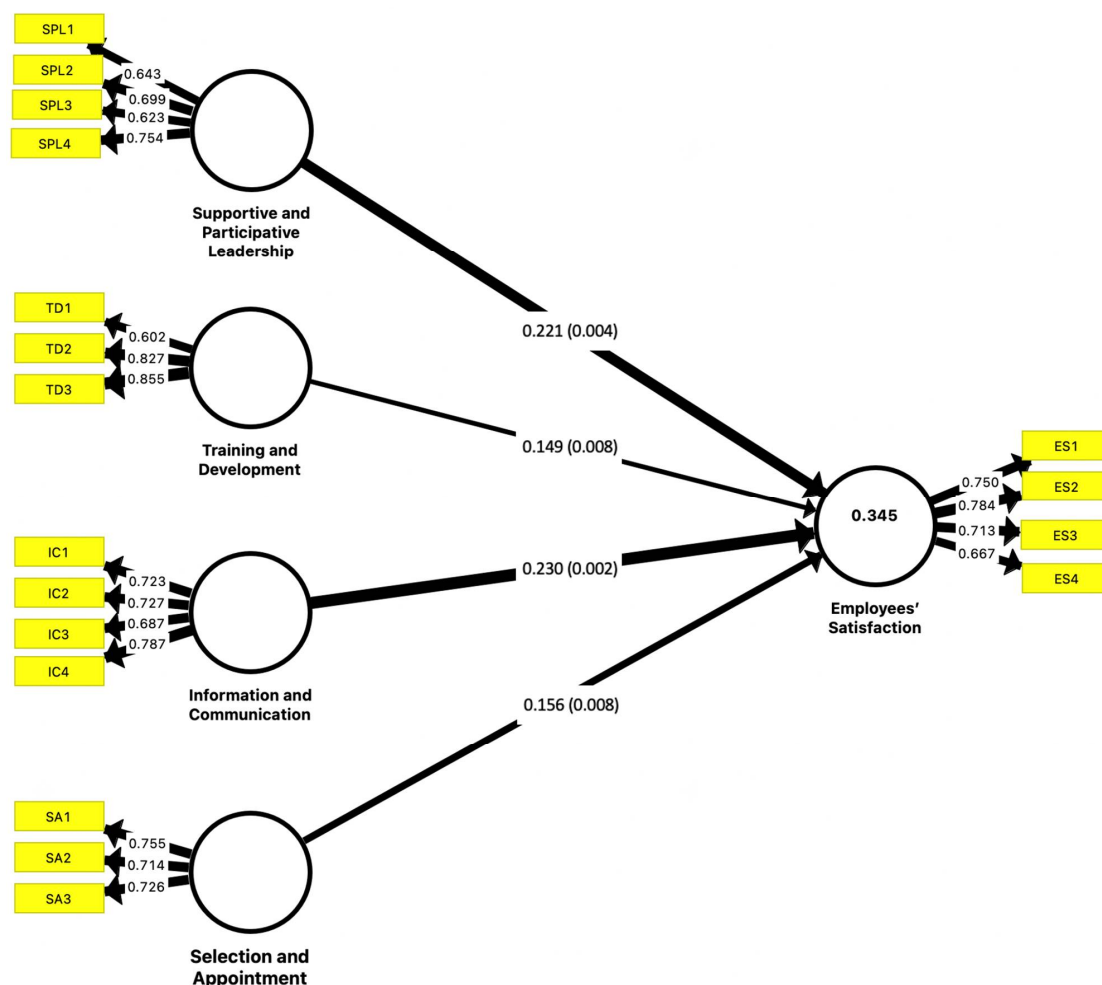 SPL1
SPL2
SPL3
SPL4
0.643
0.699
0.623
0.754
Supportive and
Participative
Leadership
0.221 (0.004)
TD1
TD2
TD3
0.602
0.827
0.855
Training and
Development
0.149 (0.008)
IC1
IC2
IC3
IC4
0.723
0.727
0.687
0.787
Information and
Communication
0.230 (0.002)
SA1
SA2
SA3
0.755
0.714
0.726
Selection and
Appointment
0.156 (0.008)
0.345
Employees’
Satisfaction
0.750
0.784
0.713
0.667
ES1
ES2
ES3
ES4